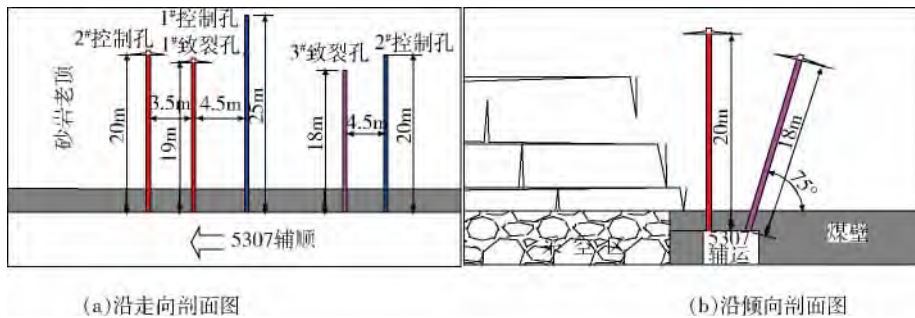 1#控制孔
2#控制孔
1#致裂孔
3#致裂孔
2#控制孔
砂岩老顶
20m
3.5m
19m
4.5m
25m
18m
4.5m
20m
5307辅顺
(a)沿走向剖面图
20m
18m
75°
采空区
5307
辅运
煤壁
(b)沿倾向剖面图